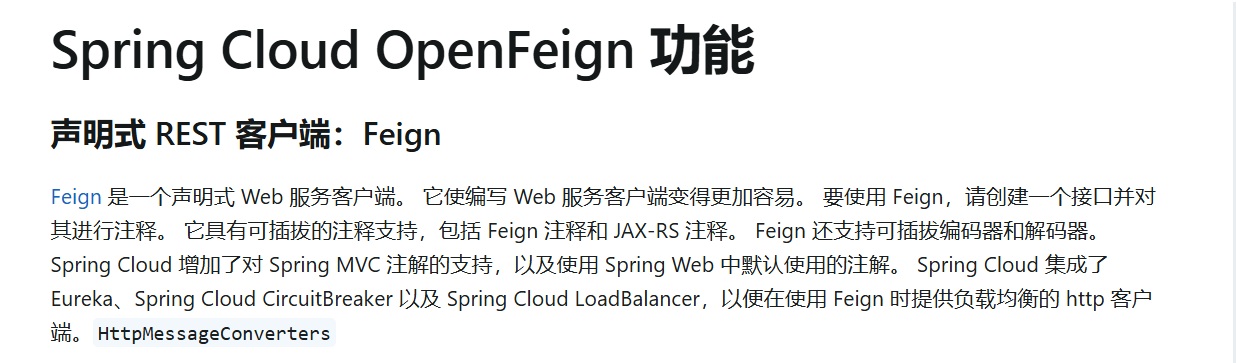 Spring Cloud OpenFeign 功能
声明式 REST 客户端：Feign
Feign 是一个声明式 Web 服务客户端。 它使编写 Web 服务客户端变得更加容易。 要使用 Feign，请创建一个接口并对
其进行注释。 它具有可插拔的注释支持，包括 Feign 注释和 JAX-RS 注释。 Feign 还支持可插拔编码器和解码器。
Spring Cloud 增加了对 Spring MVC 注解的支持，以及使用 Spring Web 中默认使用的注解。 Spring Cloud 集成了
Eureka、Spring Cloud CircuitBreaker 以及 Spring Cloud LoadBalancer，以便在使用 Feign 时提供负载均衡的 http 客户
端。 HttpMessageConverters